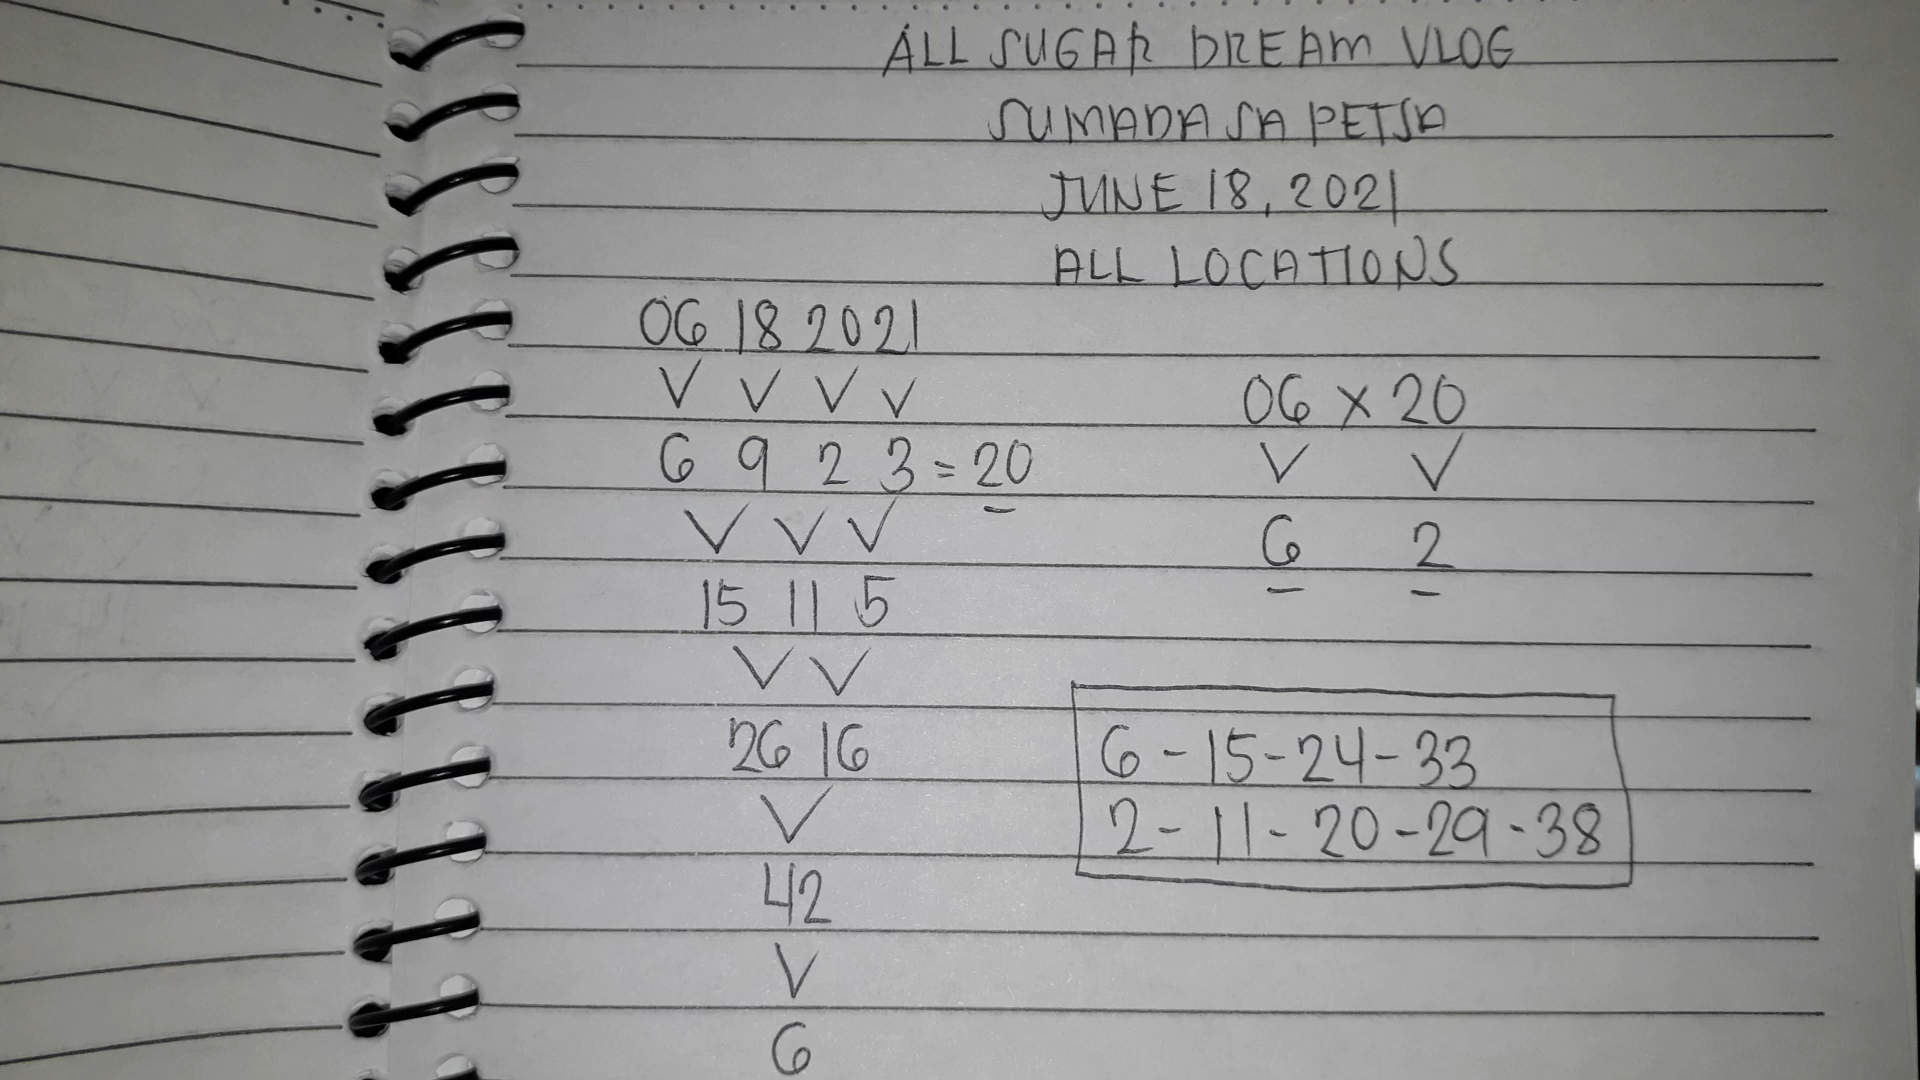 ALL SUGAR DREAM VLOG
SUMADA SA PETSA
JUNE 18, 2021
ALL LOCATIONS
06 18 2021
V V V V
6 9 2 3 = 20
V V V
15 11 5
V V
26 16
V
42
V
6
06 x 20
V V
6 2
6 - 15 - 24 - 33
2 - 11 - 20 - 29 - 38